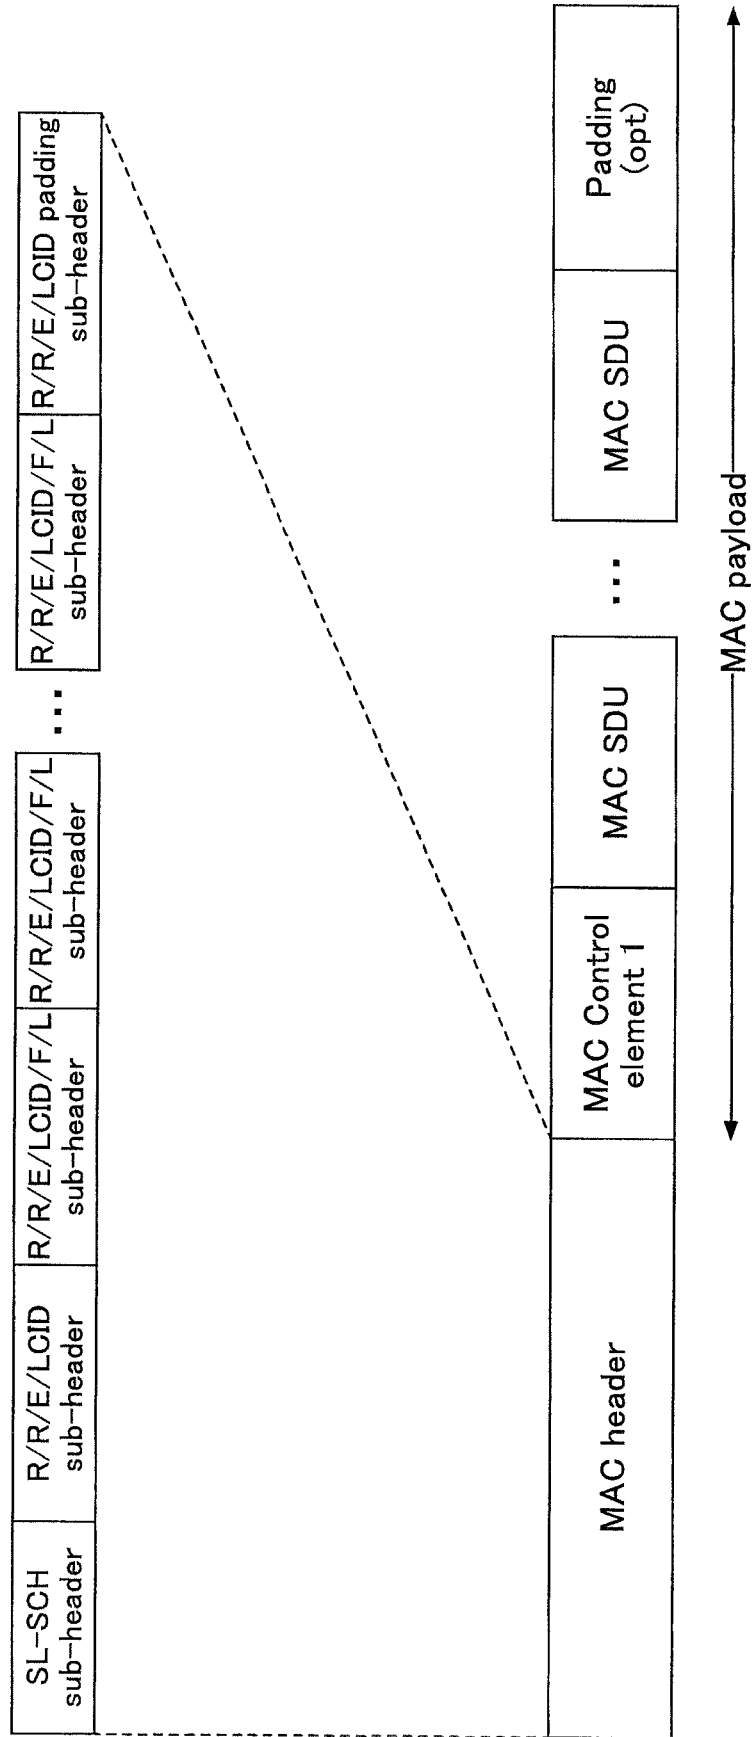 SL-SCH
sub-header
R/R/E/LCID
sub-header
R/R/E/LCID/F/L
sub-header
R/R/E/LCID/F/L
sub-header
...
R/R/E/LCID/F/L
sub-header
R/R/E/LCID padding
sub-header
MAC header
MAC Control
element 1
MAC SDU
...
MAC SDU
Padding
(opt)
MAC payload